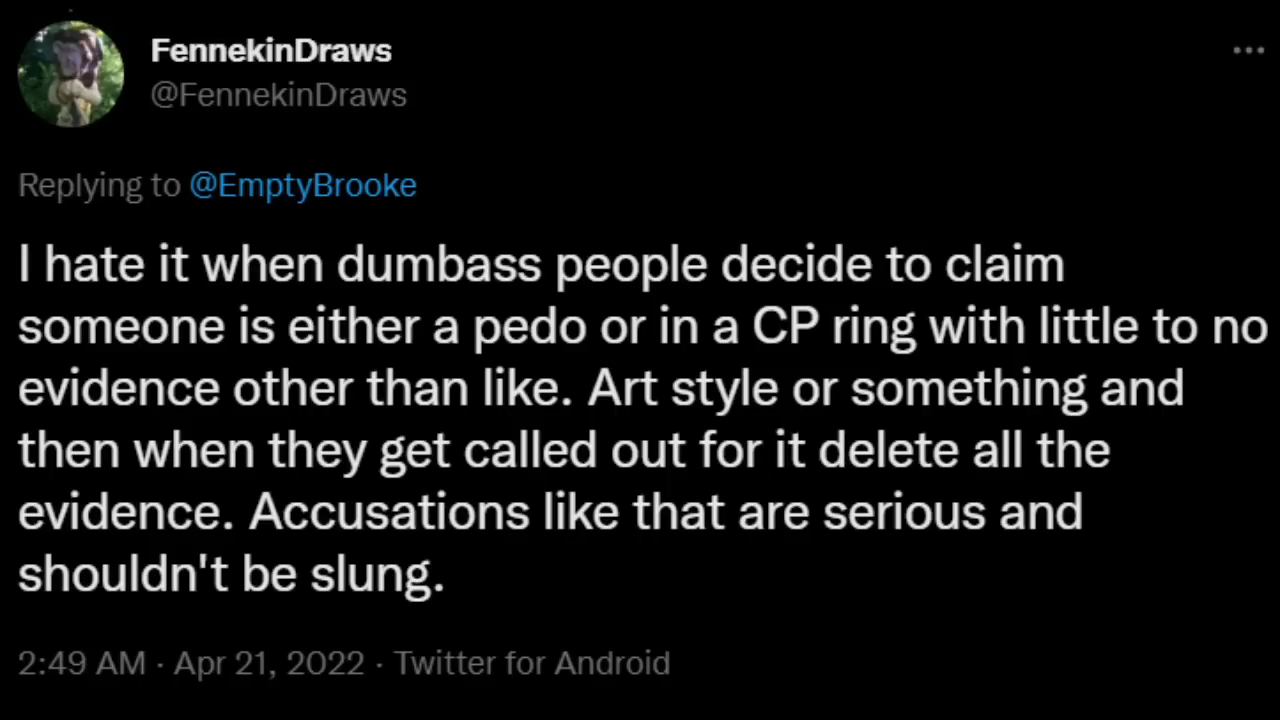 FennekinDraws
@FennekinDraws
Replying to @EmptyBrooke
I hate it when dumbass people decide to claim
someone is either a pedo or in a CP ring with little to no
evidence other than like. Art style or something and
then when they get called out for it delete all the
evidence. Accusations like that are serious and
shouldn't be slung.
2:49 AM · Apr 21, 2022 · Twitter for Android